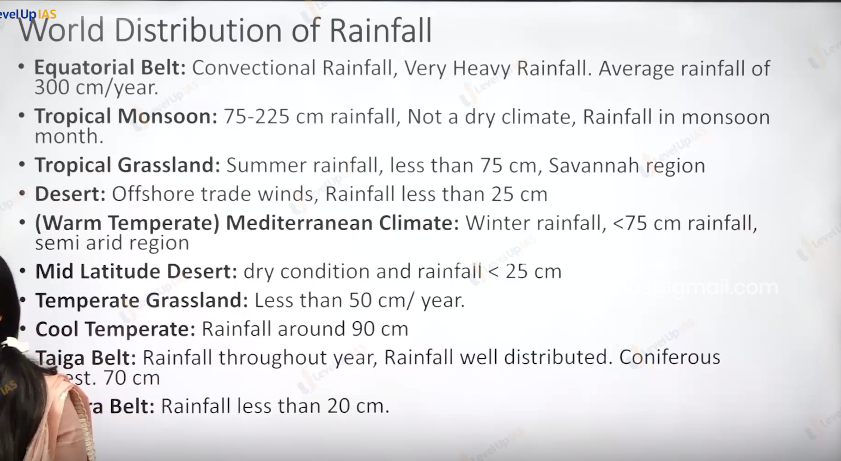 evelUp IAS
World Distribution of Rainfall
• Equatorial Belt: Convectional Rainfall, Very Heavy Rainfall. Average rainfall of
300 cm/year.
• Tropical Monsoon: 75-225 cm rainfall, Not a dry climate, Rainfall in monsoon
month.
• Tropical Grassland: Summer rainfall, less than 75 cm, Savannah region
• Desert: Offshore trade winds, Rainfall less than 25 cm
• (Warm Temperate) Mediterranean Climate: Winter rainfall, <75 cm rainfall,
semi arid region
• Mid Latitude Desert: dry condition and rainfall < 25 cm
gmail.com
• Temperate Grassland: Less than 50 cm/ year.
• Cool Temperate: Rainfall around 90 cm
Taiga Belt: Rainfall throughout year, Rainfall well distributed. Coniferous
est. 70 cm
ra Belt: Rainfall less than 20 cm.